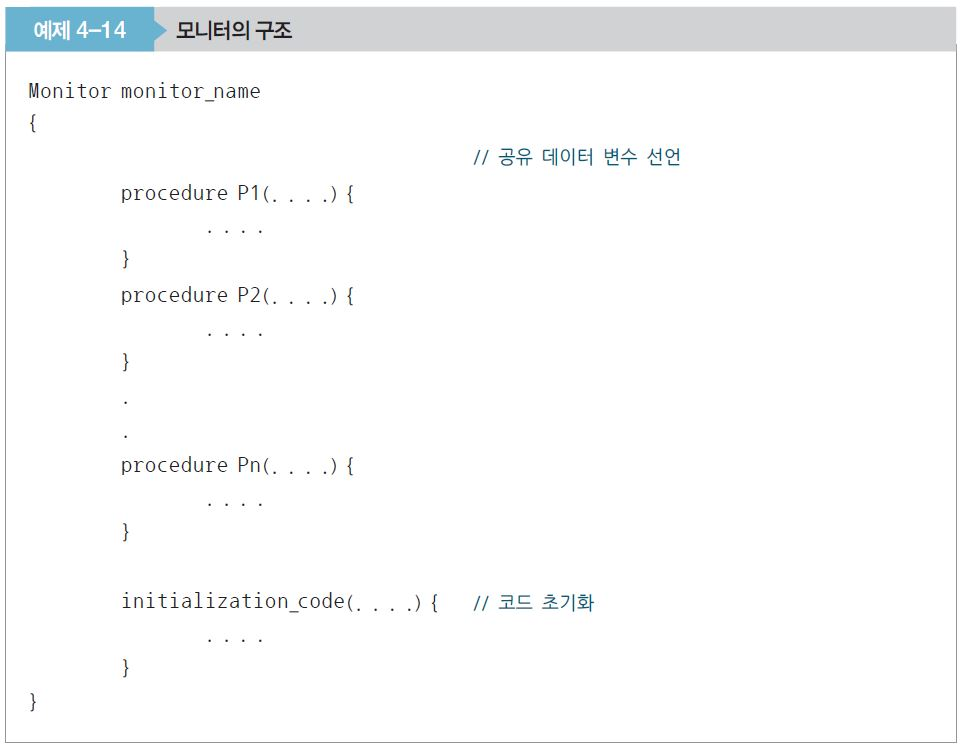 예제 4-14 모니터의 구조
Monitor monitor_name
{
// 공유 데이터 변수 선언
procedure P1(. . . .) {
. . . .
}
procedure P2(. . . .) {
. . . .
}
.
.
procedure Pn(. . . .) {
. . . .
}
initialization_code(. . . .) { // 코드 초기화
. . . .
}
}